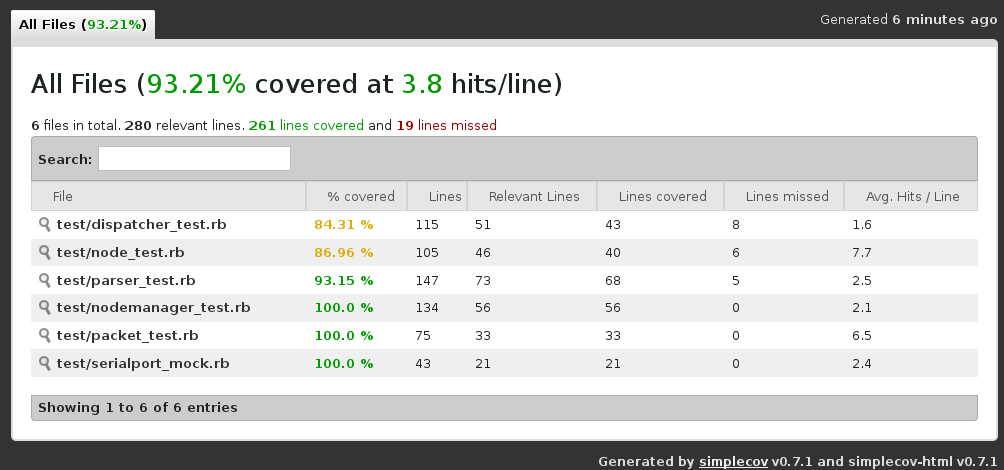 All Files (93.21%)
Generated 6 minutes ago
All Files (93.21% covered at 3.8 hits/line)
6 files in total. 280 relevant lines. 261 lines covered and 19 lines missed
Search:
File % covered Lines Relevant Lines Lines covered Lines missed Avg. Hits / Line
test/dispatcher_test.rb 84.31 % 115 51 43 8 1.6
test/node_test.rb 86.96 % 105 46 40 6 7.7
test/parser_test.rb 93.15 % 147 73 68 5 2.5
test/nodemanager_test.rb 100.0 % 134 56 56 0 2.1
test/packet_test.rb 100.0 % 75 33 33 0 6.5
test/serialport_mock.rb 100.0 % 43 21 21 0 2.4
Showing 1 to 6 of 6 entries
Generated by simplecov v0.7.1 and simplecov-html v0.7.1